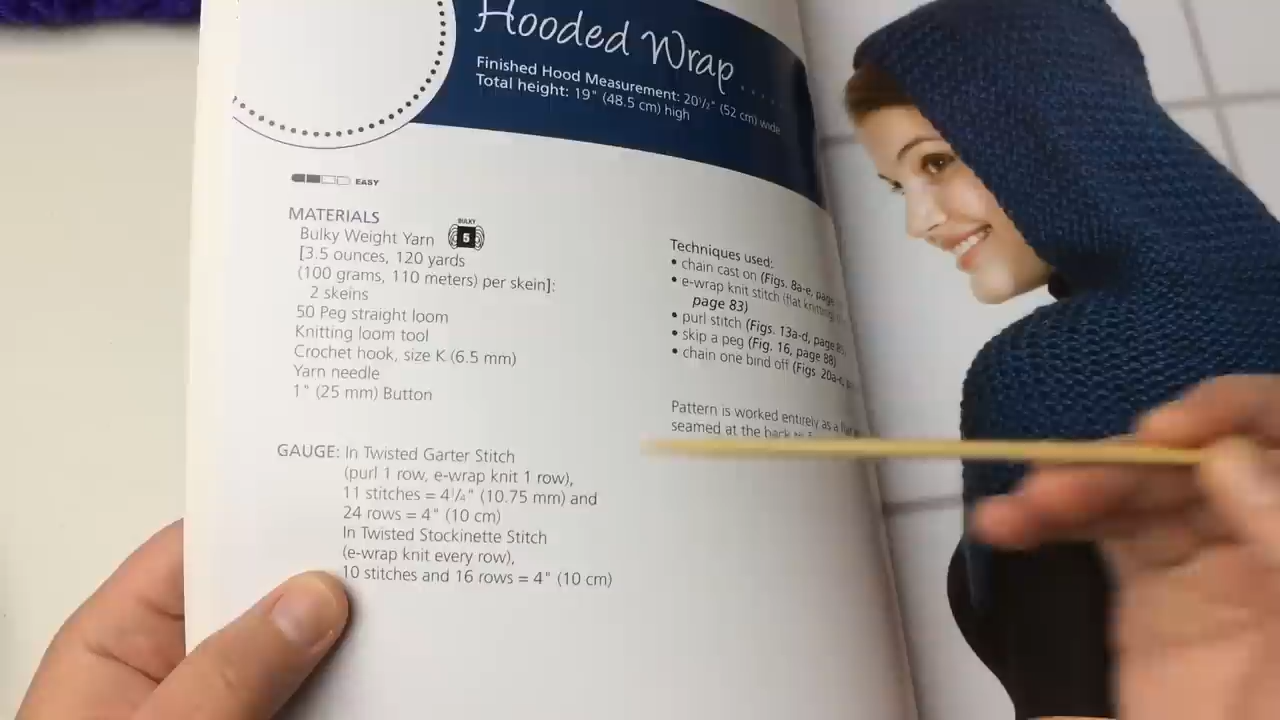 Hooded Wrap
Finished Hood Measurement: 20½" (52 cm) wide
Total height: 19" (48.5 cm) high
EASY
MATERIALS
Bulky Weight Yarn
BULKY
5
[3.5 ounces, 120 yards
(100 grams, 110 meters) per skein]:
2 skeins
50 Peg straight loom
Knitting loom tool
Crochet hook, size K (6.5 mm)
Yarn needle
1" (25 mm) Button
GAUGE: In Twisted Garter Stitch
(purl 1 row, e-wrap knit 1 row),
11 stitches = 4¼" (10.75 mm) and
24 rows = 4" (10 cm)
In Twisted Stockinette Stitch
(e-wrap knit every row),
10 stitches and 16 rows = 4" (10 cm)
Techniques used:
• chain cast on (Figs. 8a-e, page
• e-wrap knit stitch (flat knitting)
page 83)
• purl stitch (Figs. 13a-d, page
• skip a peg (Fig. 16, page 88)
• chain one bind off (Figs 20a-c,
Pattern is worked entirely as a
seamed at the back